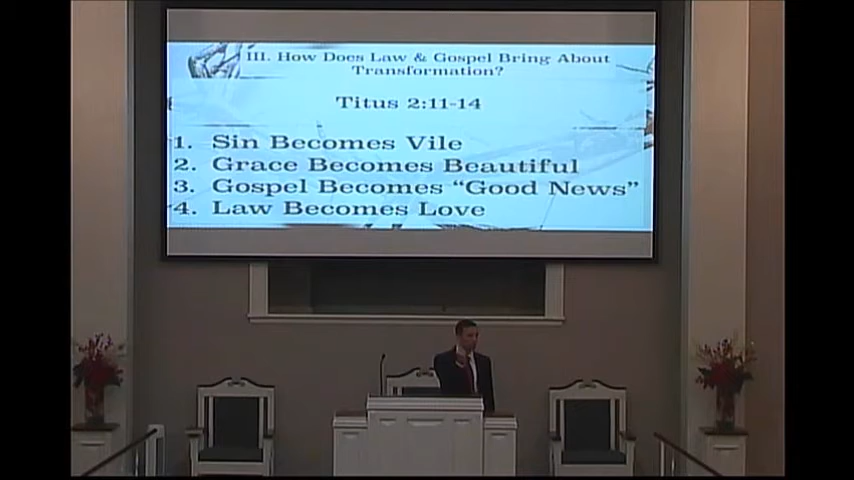 III. How Does Law & Gospel Bring About
Transformation?
Titus 2:11-14
1. Sin Becomes Vile
2. Grace Becomes Beautiful
3. Gospel Becomes “Good News”
4. Law Becomes Love